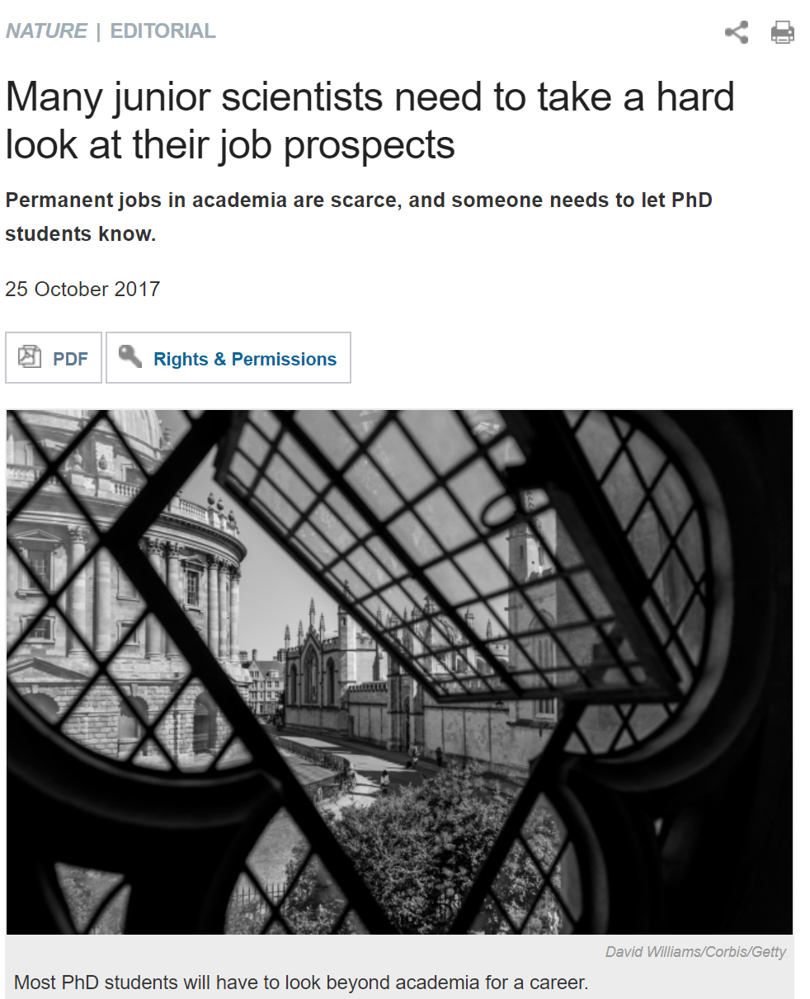 NATURE | EDITORIAL
Many junior scientists need to take a hard
look at their job prospects
Permanent jobs in academia are scarce, and someone needs to let PhD
students know.
25 October 2017
PDF
Rights & Permissions
David Williams/Corbis/Getty
Most PhD students will have to look beyond academia for a career.